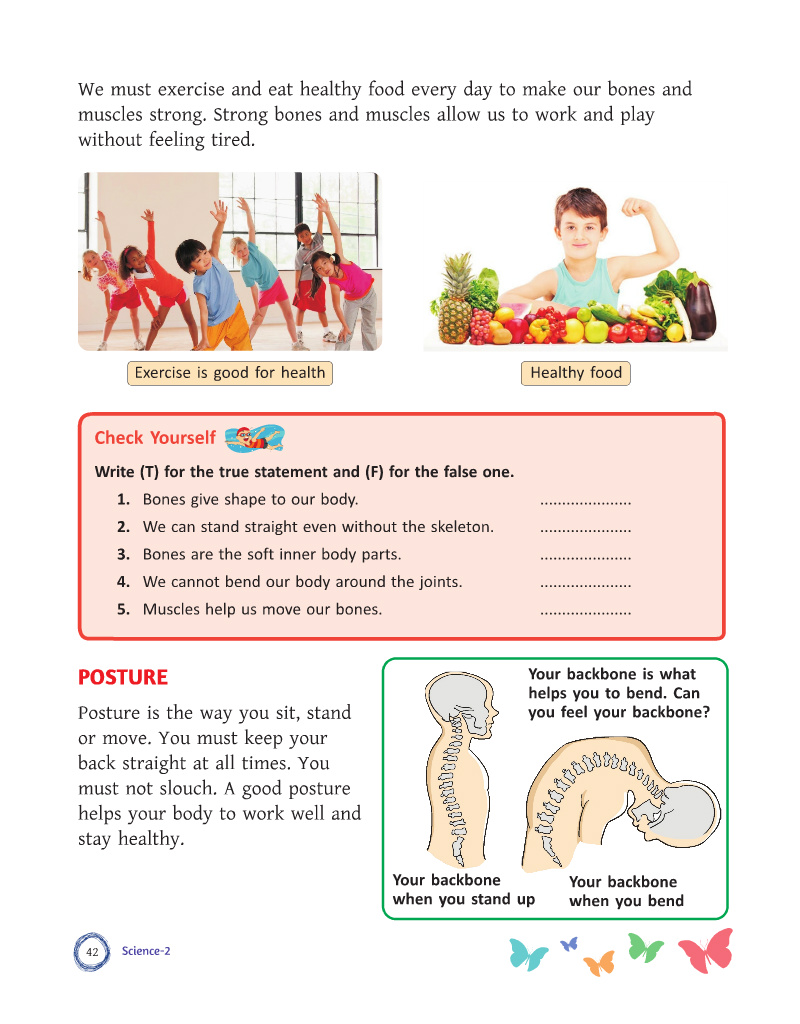 We must exercise and eat healthy food every day to make our bones and
muscles strong. Strong bones and muscles allow us to work and play
without feeling tired.
Exercise is good for health
Healthy food
Check Yourself
Write (T) for the true statement and (F) for the false one.
1. Bones give shape to our body. .....................
2. We can stand straight even without the skeleton. .....................
3. Bones are the soft inner body parts. .....................
4. We cannot bend our body around the joints. .....................
5. Muscles help us move our bones. .....................
POSTURE
Posture is the way you sit, stand
or move. You must keep your
back straight at all times. You
must not slouch. A good posture
helps your body to work well and
stay healthy.
Your backbone is what
helps you to bend. Can
you feel your backbone?
Your backbone
when you stand up
Your backbone
when you bend
42
Science-2